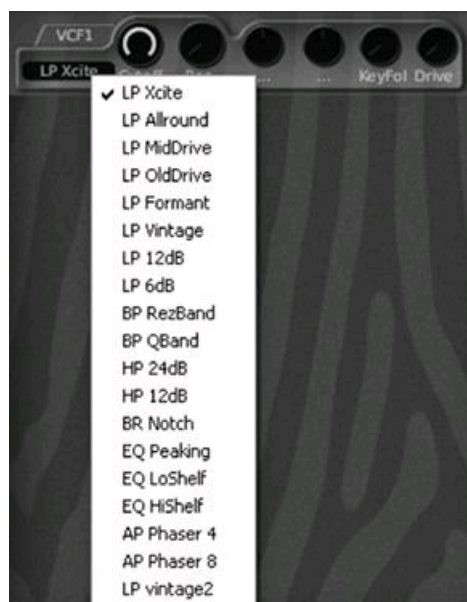 VCF1
LP Xcite
... ... KeyFol Drive
LP Xcite
LP Allround
LP MidDrive
LP OldDrive
LP Formant
LP Vintage
LP 12dB
LP 6dB
BP RezBand
BP QBand
HP 24dB
HP 12dB
BR Notch
EQ Peaking
EQ LoShelf
EQ HiShelf
AP Phaser 4
AP Phaser 8
LP vintage2